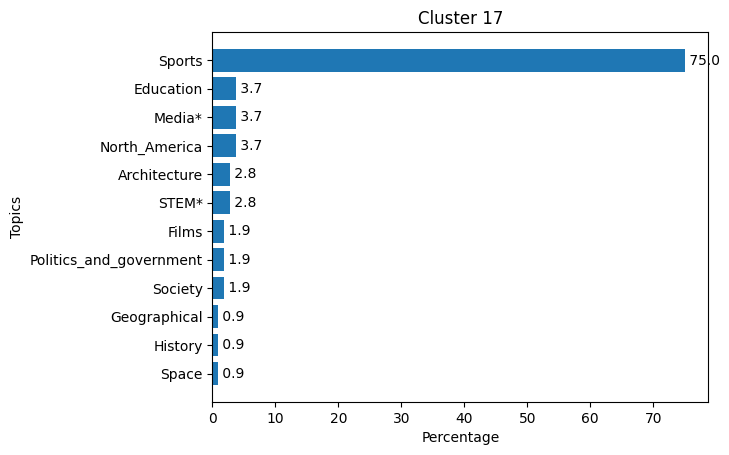 Cluster 17
Topics
Sports 75.0
Education 3.7
Media* 3.7
North_America 3.7
Architecture 2.8
STEM* 2.8
Films 1.9
Politics_and_government 1.9
Society 1.9
Geographical 0.9
History 0.9
Space 0.9
0 10 20 30 40 50 60 70
Percentage